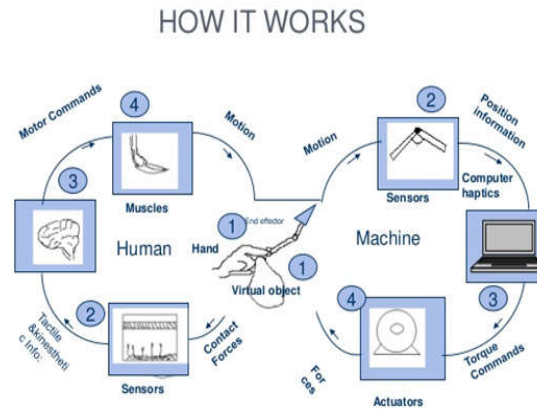 HOW IT WORKS
Motor Commands
4
Motion
Muscles
3
Human
Hand
1
End effector
1
Virtual object
2
Tactile
&kinestheti
c Info:
Sensors
Contact
Forces
Motion
2
Position
information
Sensors
Computer
haptics
Machine
3
Torque
Commands
4
Actuators
For
ces